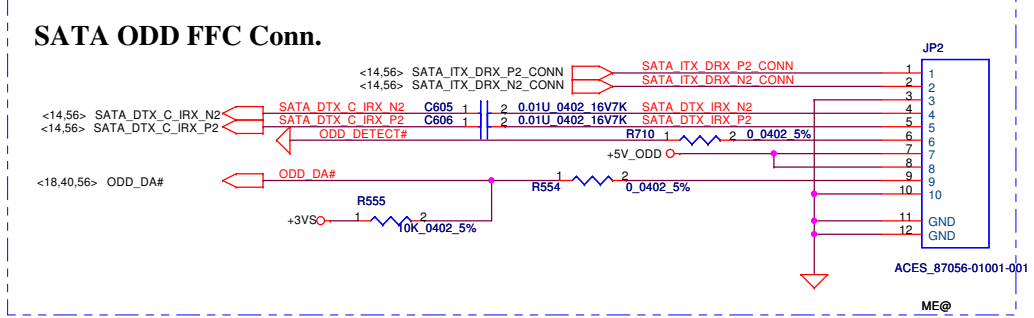 SATA ODD FFC Conn.
JP2
<14,56> SATA_ITX_DRX_P2_CONN SATA_ITX_DRX_P2_CONN 1 1
<14,56> SATA_ITX_DRX_N2_CONN SATA_ITX_DRX_N2_CONN 2 2
3 3
<14,56> SATA_DTX_C_IRX_N2 SATA_DTX_C_IRX_N2 C605 1 2 0.01U_0402_16V7K SATA_DTX_IRX_N2 4 4
<14,56> SATA_DTX_C_IRX_P2 SATA_DTX_C_IRX_P2 C606 1 2 0.01U_0402_16V7K SATA_DTX_IRX_P2 5 5
ODD_DETECT# R710 1 2 0_0402_5% 6 6
+5V_ODD 7 7
8 8
<18,40,56> ODD_DA# ODD_DA# 1 R554 2 0_0402_5% 9 9
10 10
R555
+3VS 1 2 10K_0402_5%
11 GND
12 GND
ACES_87056-01001-001
ME@